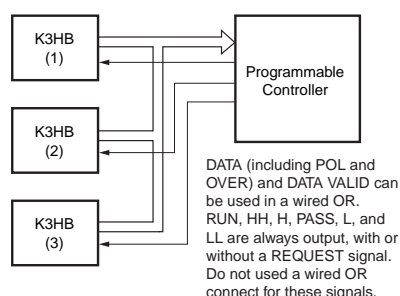 K3HB
(1)
Programmable
Controller
K3HB
(2)
K3HB
(3)
DATA (including POL and
OVER) and DATA VALID can
be used in a wired OR.
RUN, HH, H, PASS, L, and
LL are always output, with or
without a REQUEST signal.
Do not used a wired OR
connect for these signals.